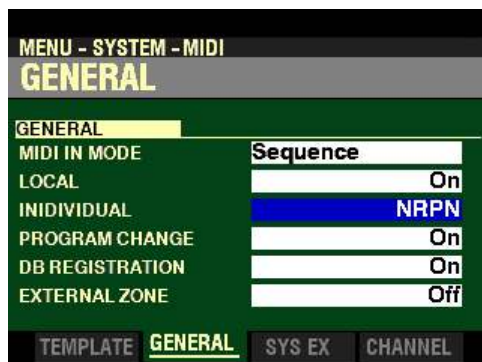 MENU - SYSTEM - MIDI
GENERAL
GENERAL
MIDI IN MODE Sequence
LOCAL On
INIDIVIDUAL NRPN
PROGRAM CHANGE On
DB REGISTRATION On
EXTERNAL ZONE Off
TEMPLATE GENERAL SYS EX CHANNEL